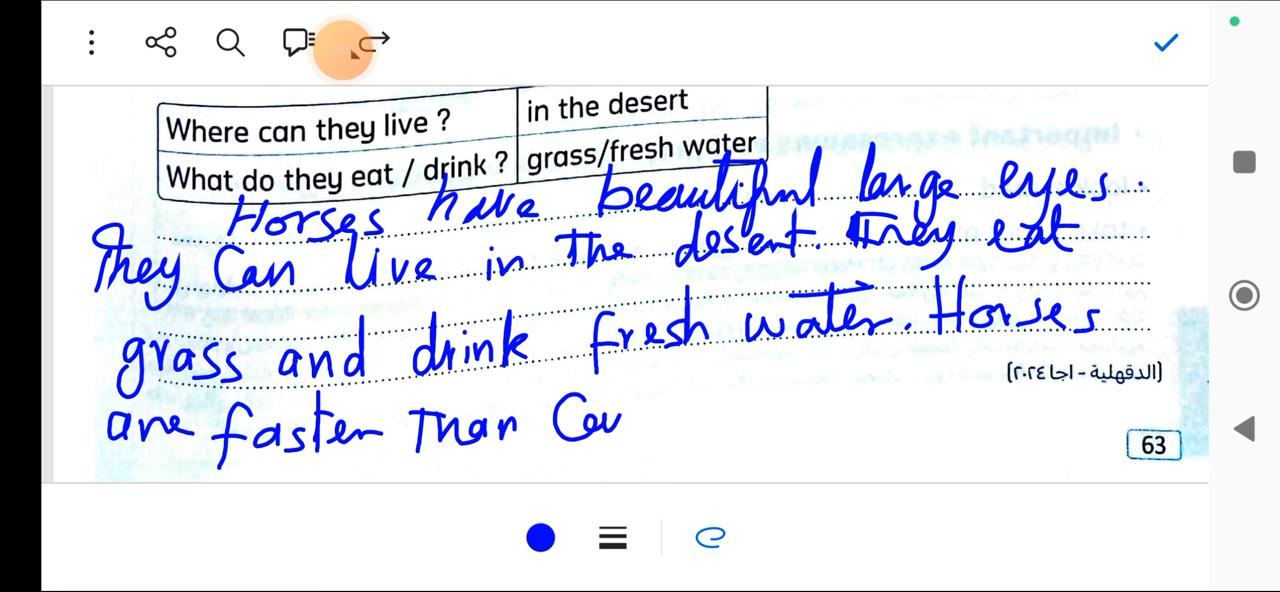 Where can they live ? in the desert
What do they eat / drink ? grass/fresh water
Horses have beautiful large eyes.
They Can live in The desert. They eat
grass and drink fresh water. Horses
(الدقهلية - اجا ٢٠٢٤)
are faster Than Cow
63